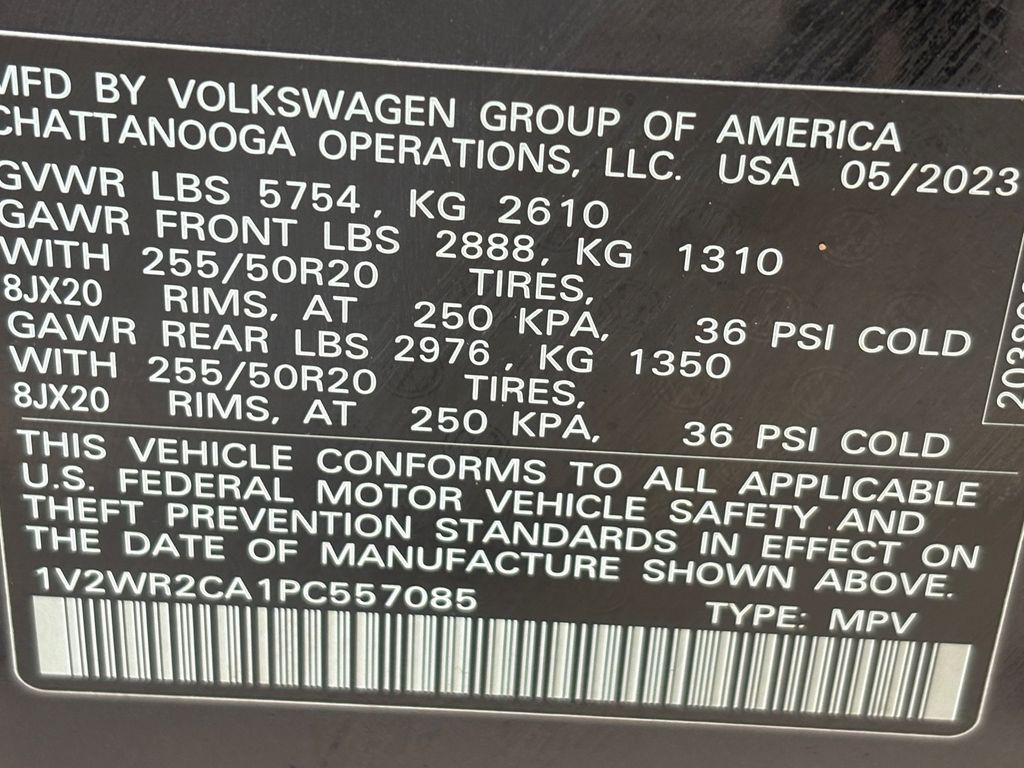 MFD BY VOLKSWAGEN GROUP OF AMERICA
CHATTANOOGA OPERATIONS, LLC. USA 05/2023
GVWR LBS 5754, KG 2610
GAWR FRONT LBS 2888, KG 1310
WITH 255/50R20 TIRES,
8JX20 RIMS, AT 250 KPA, 36 PSI COLD
GAWR REAR LBS 2976, KG 1350
WITH 255/50R20 TIRES,
8JX20 RIMS, AT 250 KPA, 36 PSI COLD
THIS VEHICLE CONFORMS TO ALL APPLICABLE
U.S. FEDERAL MOTOR VEHICLE SAFETY AND
THEFT PREVENTION STANDARDS IN EFFECT ON
THE DATE OF MANUFACTURE SHOWN ABOVE.
1V2WR2CA1PC557085 TYPE: MPV